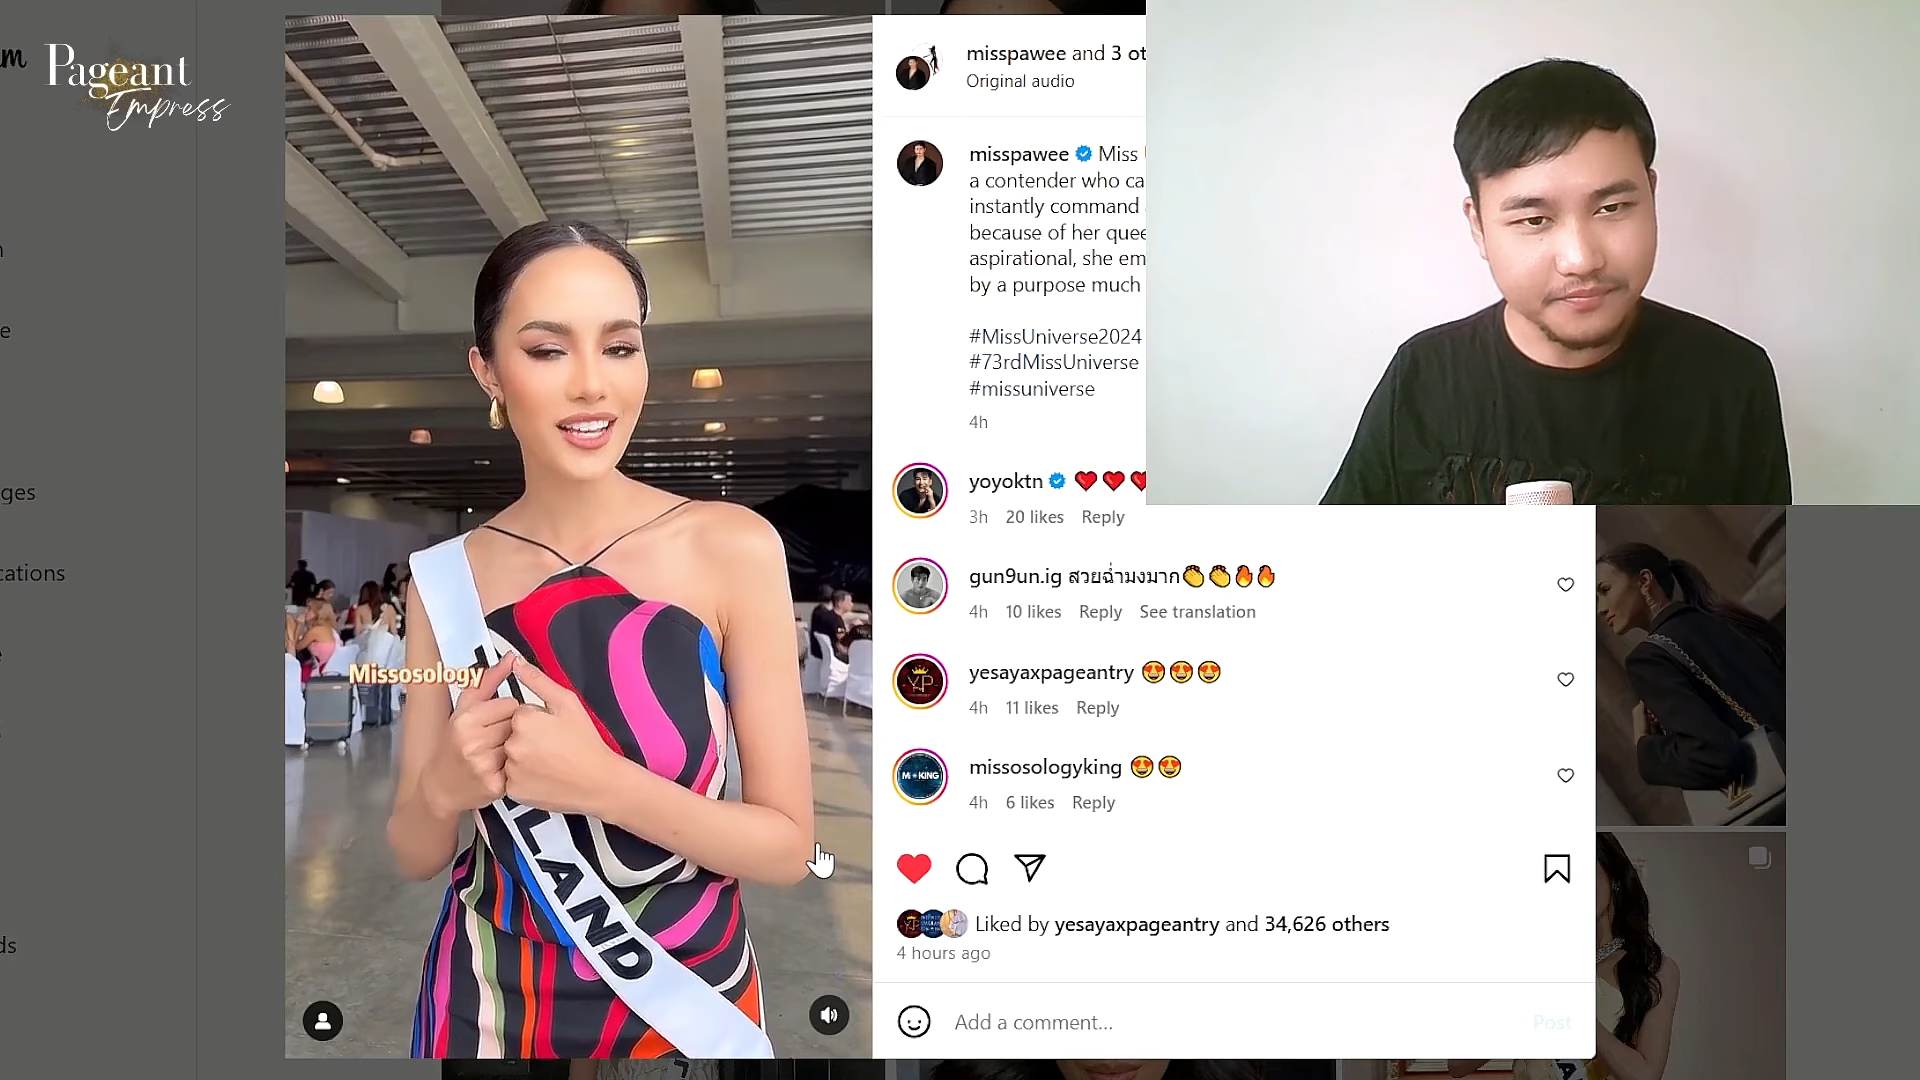 m
Pageant
Empress
n
e
ges
cations
e
ds
misspawee and 3 ot
Original audio
misspawee Miss
a contender who ca
instantly command
because of her quee
aspirational, she em
by a purpose much
#MissUniverse2024
#73rdMissUniverse
#missuniverse
4h
yoyoktn ❤️❤️❤️
3h 20 likes Reply
gun9un.ig สวยฉ่ำมงมาก👏👏🔥🔥
4h 10 likes Reply See translation
yesayaxpageantry 😍😍😍
4h 11 likes Reply
missosologyking 😍😍
4h 6 likes Reply
Liked by yesayaxpageantry and 34,626 others
4 hours ago
Add a comment...
Post
Missosology
LAND
YP
M KING